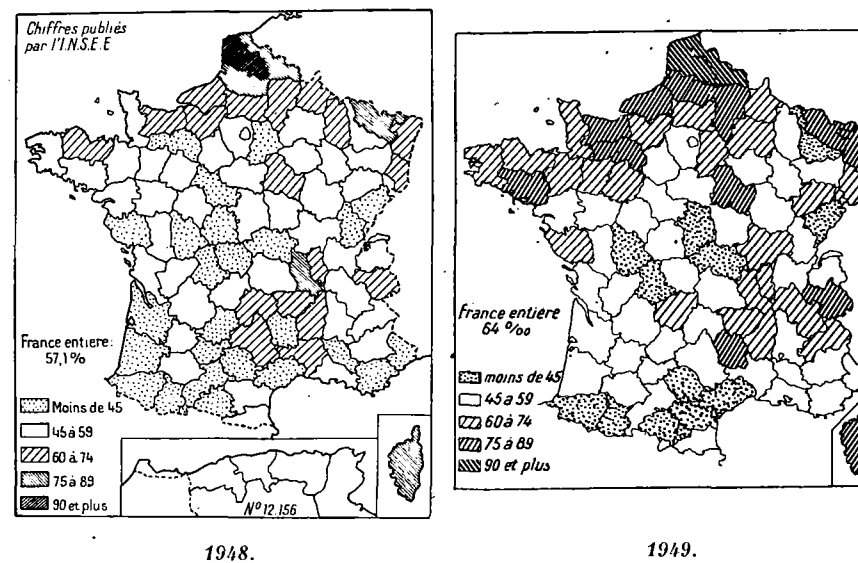 Chiffres publiés
par l'I.N.S.E.E
France entière:
57,1‰
Moins de 45
45 à 59
60 à 74
75 à 89
90 et plus
N° 12.156
1948.
France entière
64 ‰
moins de 45
45 à 59
60 à 74
75 à 89
90 et plus
1949.